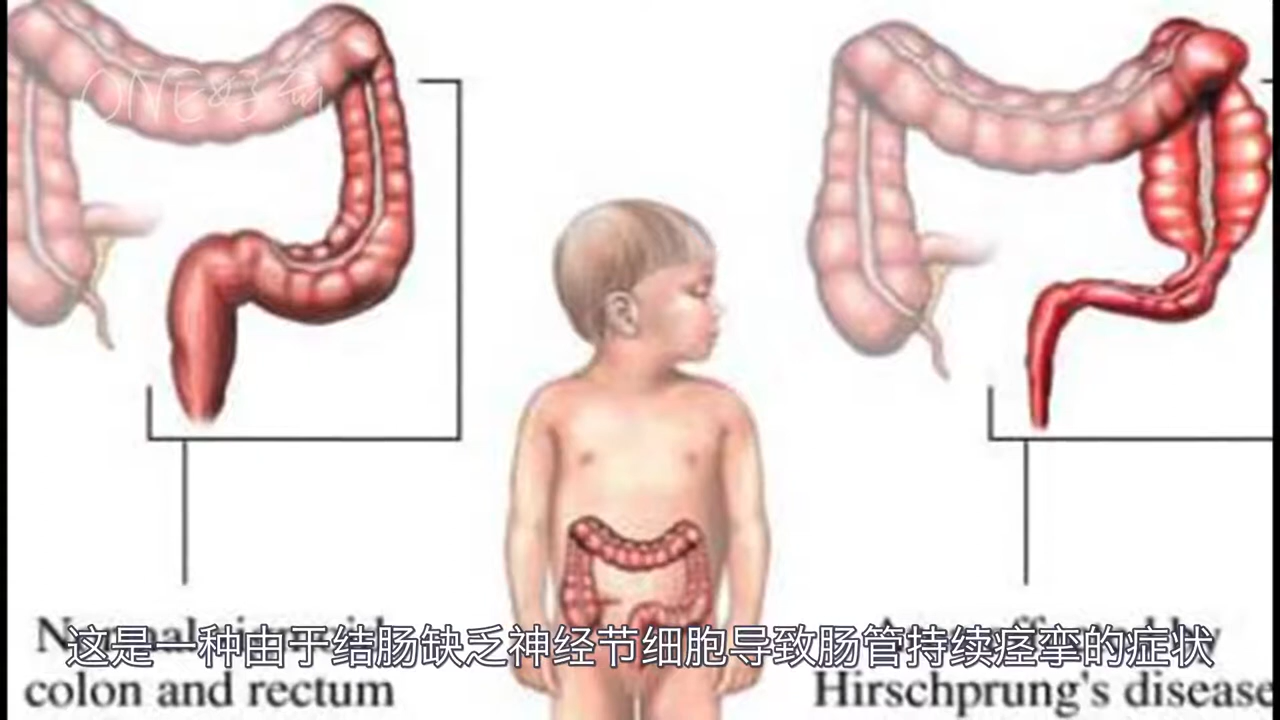 ONE好奇
这是一种由于结肠缺乏神经节细胞导致肠管持续痉挛的症状
colon and rectum
Hirschprung's disease